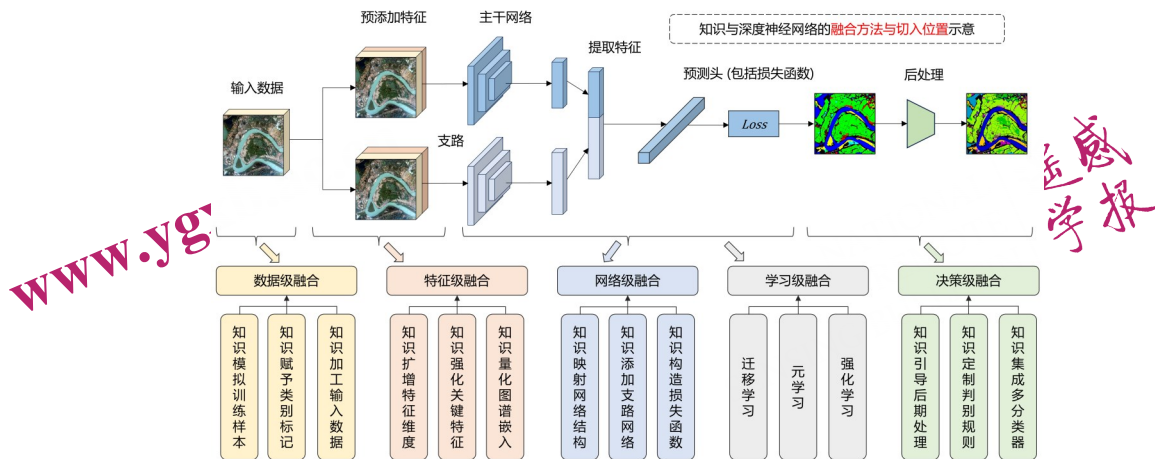 知识与深度神经网络的融合方法与切入位置示意
预添加特征
主干网络
提取特征
预测头 (包括损失函数)
后处理
输入数据
支路
Loss
遥感
学报
www.yg
数据级融合
特征级融合
网络级融合
学习级融合
决策级融合
知识模拟训练样本
知识赋予类别标记
知识加工输入数据
知识扩增特征维度
知识强化关键特征
知识量化图谱嵌入
知识映射网络结构
知识添加支路网络
知识构造损失函数
迁移学习
元学习
强化学习
知识引导后期处理
知识定制判别规则
知识集成多分类器